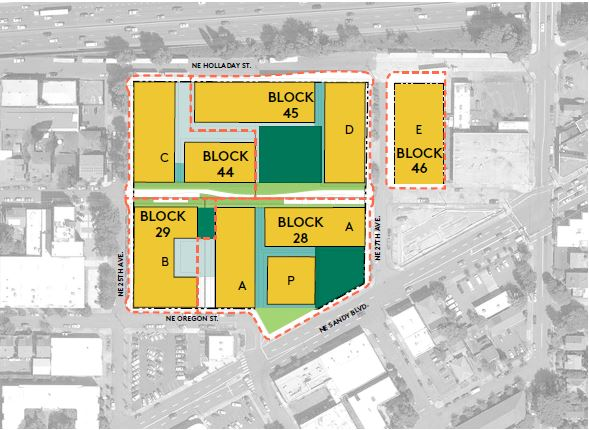 NE HOLLADAY ST.
BLOCK
45
D
E
BLOCK
46
C
BLOCK
44
BLOCK
29
BLOCK
28
A
B
P
A
NE 25TH AVE.
NE 27TH AVE.
NE OREGON ST.
NE SANDY BLVD.